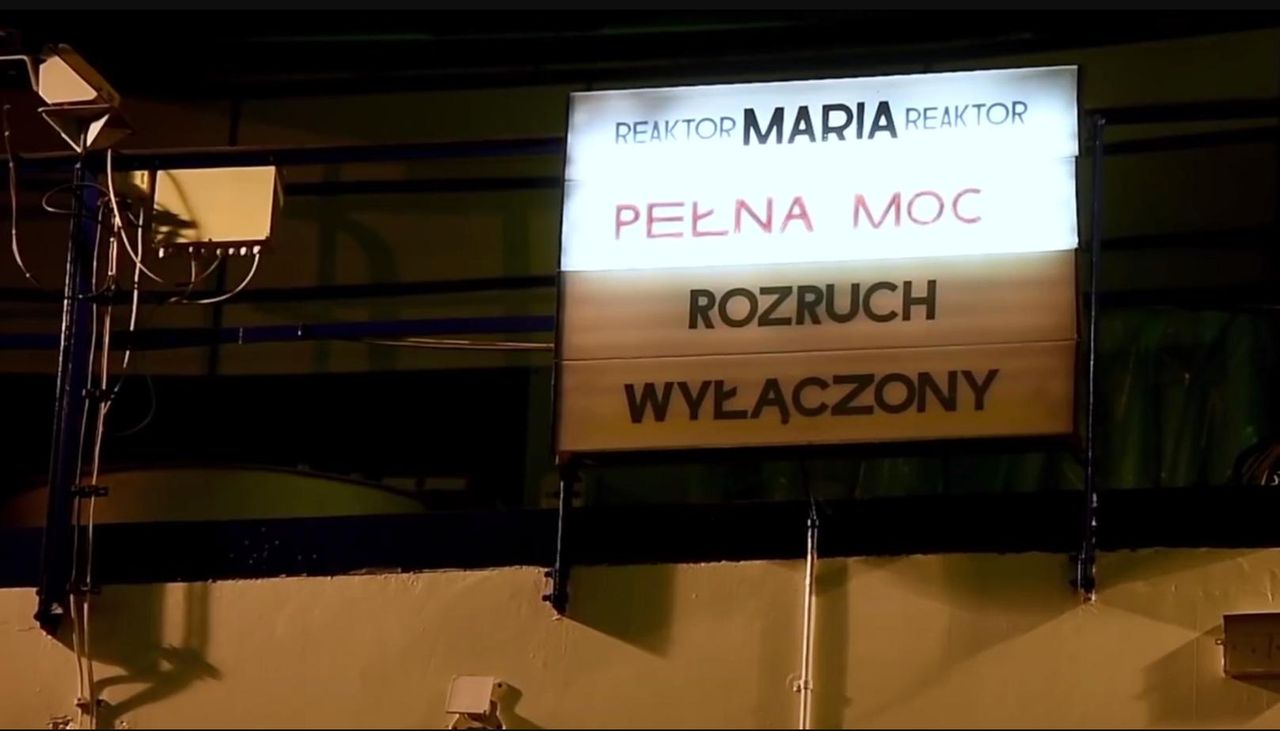 REAKTOR MARIA REAKTOR
PEŁNA MOC
ROZRUCH
WYŁĄCZONY